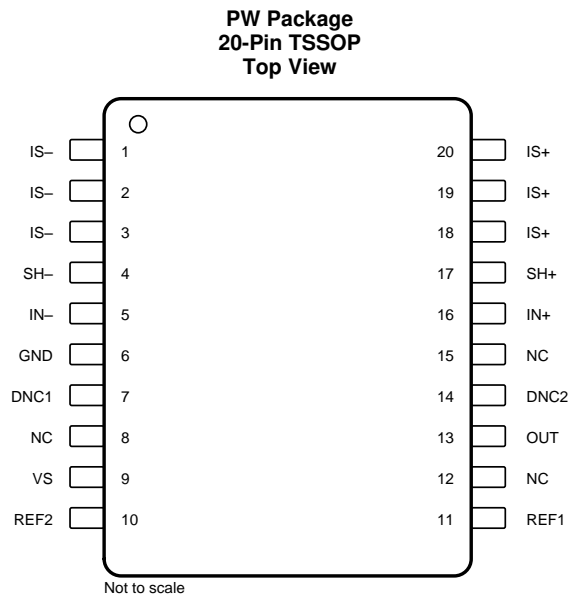 PW Package
20-Pin TSSOP
Top View
IS– 1 20 IS+
IS– 2 19 IS+
IS– 3 18 IS+
SH– 4 17 SH+
IN– 5 16 IN+
GND 6 15 NC
DNC1 7 14 DNC2
NC 8 13 OUT
VS 9 12 NC
REF2 10 11 REF1
Not to scale